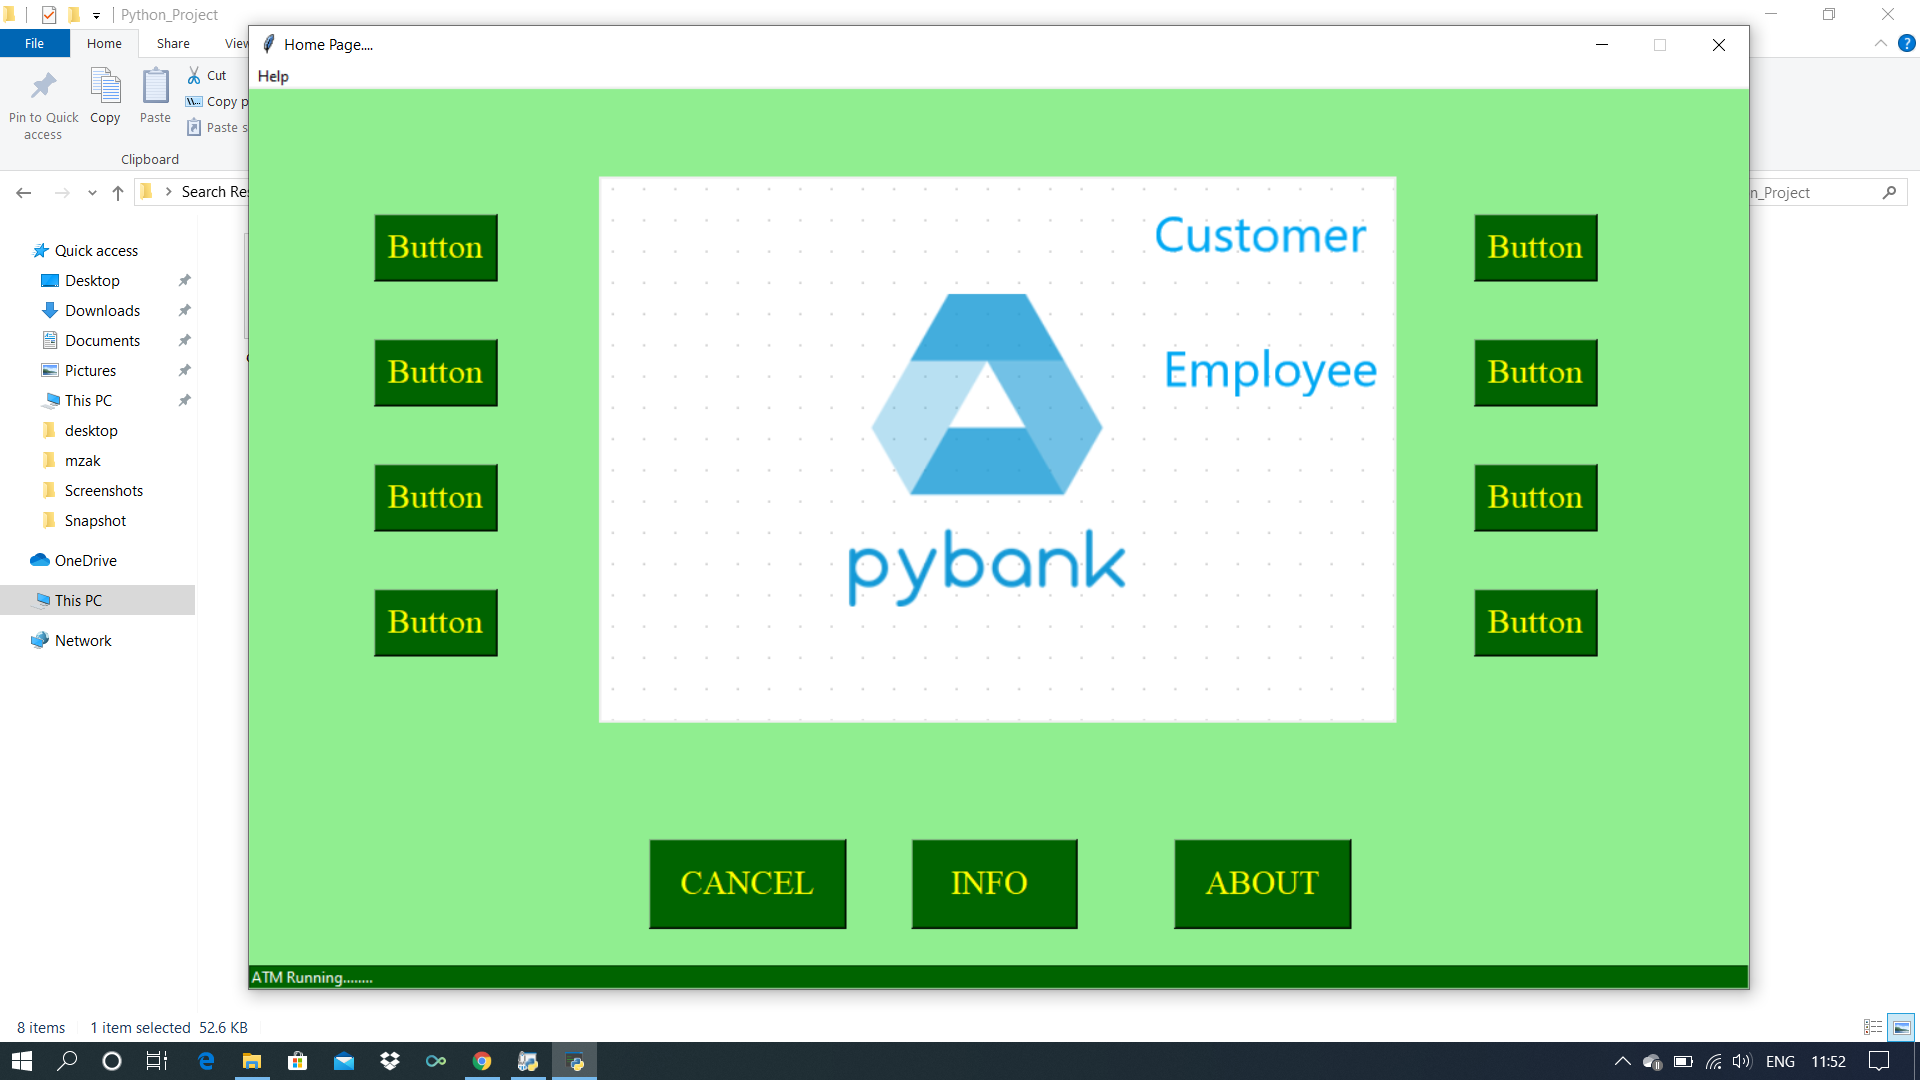 Python_Project
File Home Share View
Home Page....
Help
Pin to Quick access
Copy
Paste
Cut
Copy p
Paste s
Clipboard
Search Res
n_Project
Quick access
Desktop
Downloads
Documents
Pictures
This PC
desktop
mzak
Screenshots
Snapshot
OneDrive
This PC
Network
Button
Button
Button
Button
Customer
Employee
pybank
Button
Button
Button
Button
CANCEL INFO ABOUT
ATM Running........
8 items 1 item selected 52.6 KB
ENG 11:52